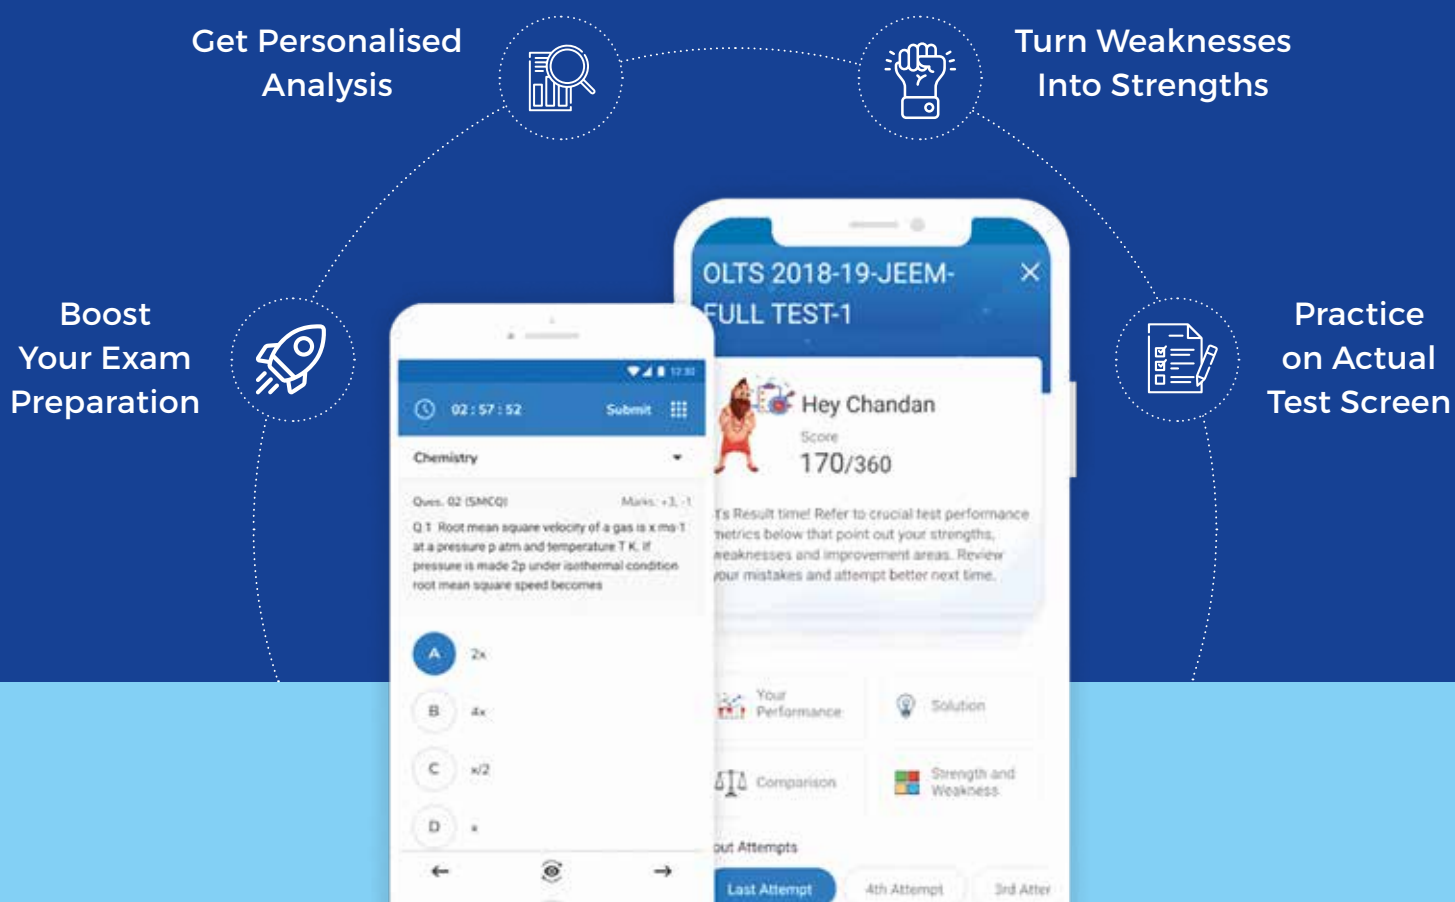 Get Personalised
Analysis
Turn Weaknesses
Into Strengths
Boost
Your Exam
Preparation
Practice
on Actual
Test Screen
12:30
02 : 57 : 52
Submit
Chemistry
Ques. 02 (SMCQ)
Marks: +3, -1
Q 1 Root mean square velocity of a gas is x ms-1
at a pressure p atm and temperature T K. If
pressure is made 2p under isothermal condition
root mean square speed becomes
A 2x
B 4x
C x/2
D x
OLTS 2018-19-JEEM-
FULL TEST-1
Hey Chandan
Score
170/360
t's Result time! Refer to crucial test performance
metrics below that point out your strengths,
weaknesses and improvement areas. Review
your mistakes and attempt better next time.
Your
Performance
Solution
Comparison
Strength and
Weakness
out Attempts
Last Attempt
4th Attempt
3rd Atter